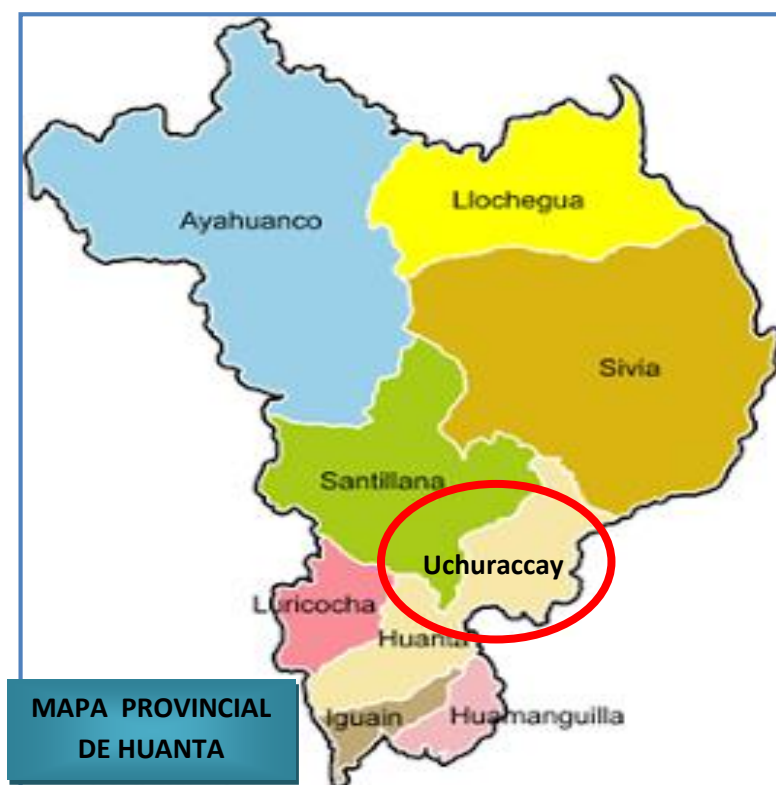 Ayahuanco
Llochegua
Sivia
Santillana
Uchuraccay
Luricocha
Huanta
Iguain
Huamanguilla
MAPA PROVINCIAL
DE HUANTA